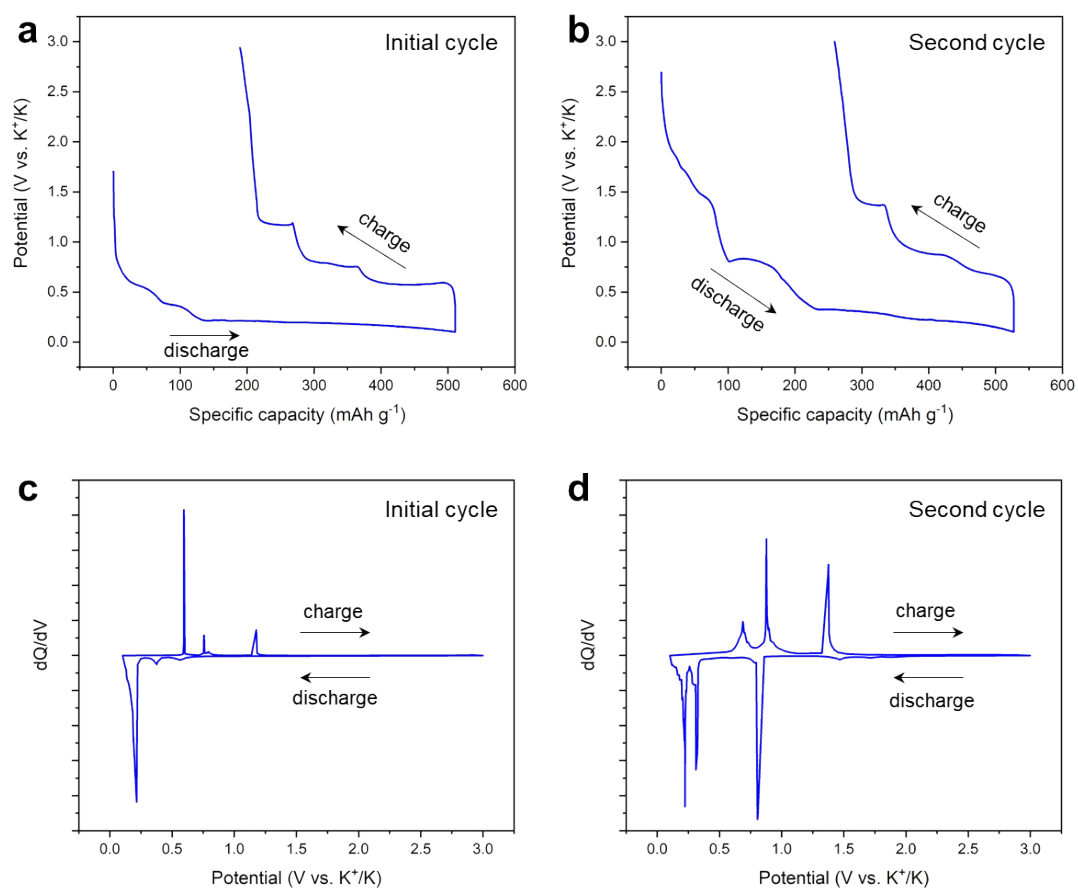 a
Initial cycle
3.0
2.5
2.0
1.5
1.0
0.5
0.0
Potential (V vs. K⁺/K)
charge
discharge
0 100 200 300 400 500 600
Specific capacity (mAh g⁻¹)
b
Second cycle
3.0
2.5
2.0
1.5
1.0
0.5
0.0
Potential (V vs. K⁺/K)
charge
discharge
0 100 200 300 400 500 600
Specific capacity (mAh g⁻¹)
c
Initial cycle
dQ/dV
charge
discharge
0.0 0.5 1.0 1.5 2.0 2.5 3.0
Potential (V vs. K⁺/K)
d
Second cycle
dQ/dV
charge
discharge
0.0 0.5 1.0 1.5 2.0 2.5 3.0
Potential (V vs. K⁺/K)